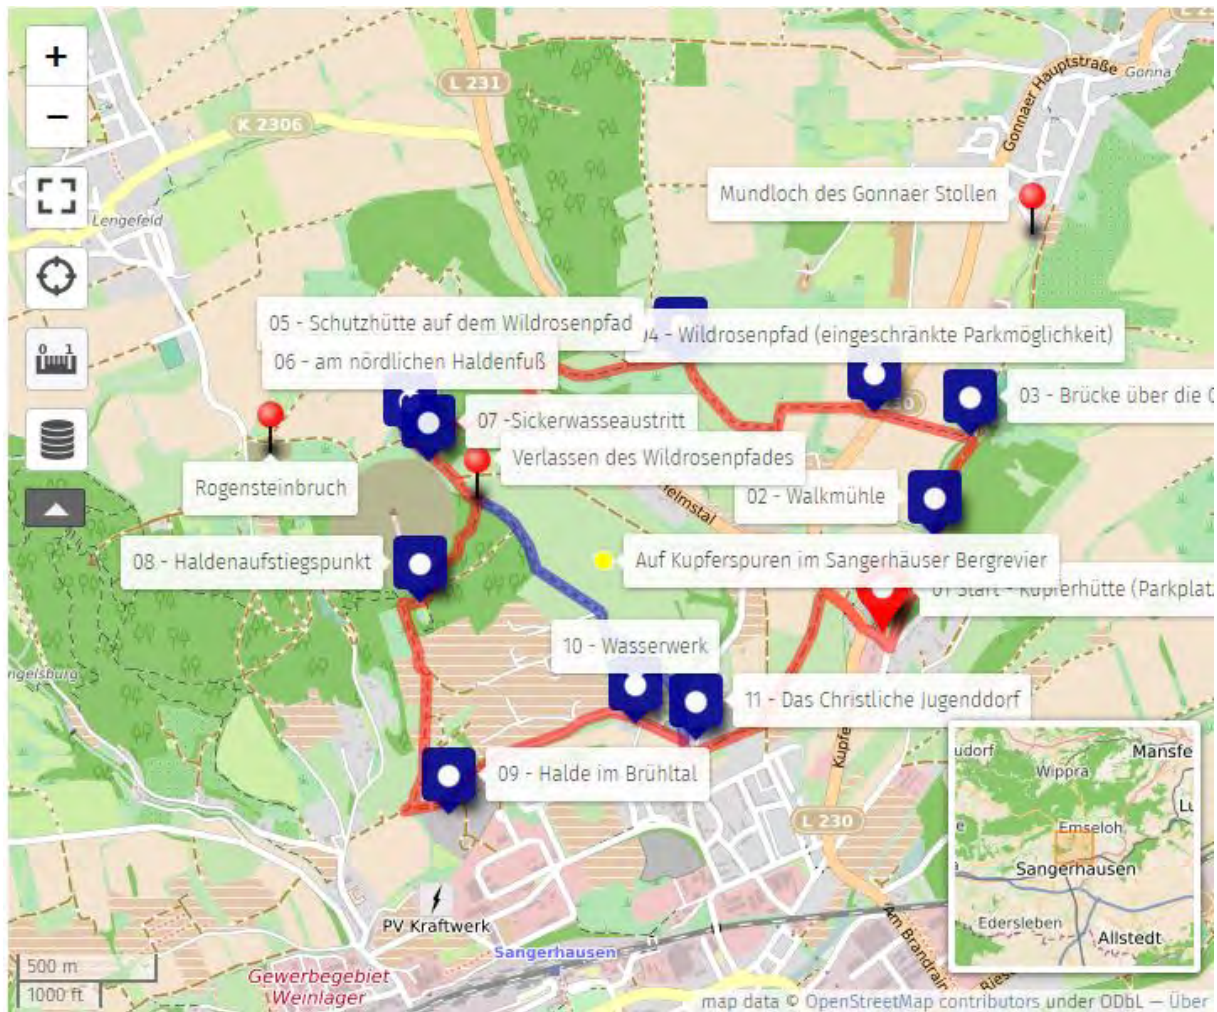 +
−
L 231
K 2306
Lengefeld
Gonnaer Hauptstraße
Gonna
Mundloch des Gonnaer Stollen
0 1
05 - Schutzhütte auf dem Wildrosenpfad
04 - Wildrosenpfad (eingeschränkte Parkmöglichkeit)
06 - am nördlichen Haldenfuß
03 - Brücke über die
07 -Sickerwasseaustritt
Verlassen des Wildrosenpfades
Rogensteinbruch
02 - Walkmühle
08 - Haldenaufstiegspunkt
Auf Kupferspuren im Sangerhäuser Bergrevier
01 Start - Kupferhütte (Parkplatz
10 - Wasserwerk
11 - Das Christliche Jugenddorf
09 - Halde im Brühltal
L 230
PV Kraftwerk
Sangerhausen
Gewerbegebiet
Weinlager
Am Brandrain
Wippra
Mansfe
Emseloh
Sangerhausen
Edersleben
Allstedt
500 m
1000 ft
map data © OpenStreetMap contributors under ODbL — Über